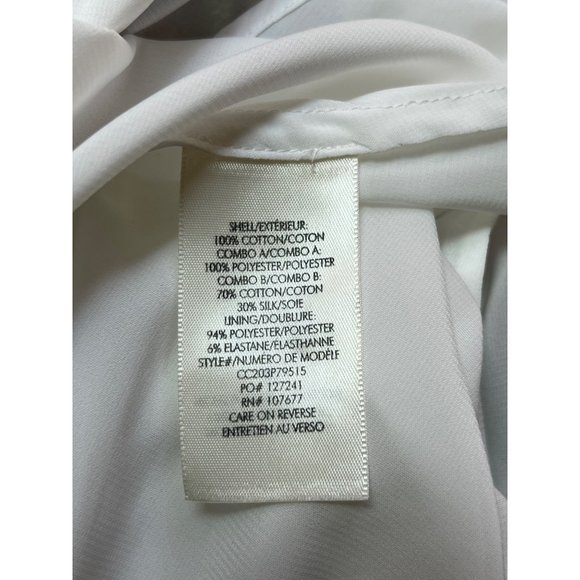 SHELL/EXTÉRIEUR:
100% COTTON/COTON
COMBO A/COMBO A:
100% POLYESTER/POLYESTER
COMBO B/COMBO B:
70% COTTON/COTON
30% SILK/SOIE
LINING/DOUBLURE:
94% POLYESTER/POLYESTER
6% ELASTANE/ÉLASTHANNE
STYLE#/NUMÉRO DE MODÈLE
CC203P79515
PO# 127241
RN# 107677
CARE ON REVERSE
ENTRETIEN AU VERSO